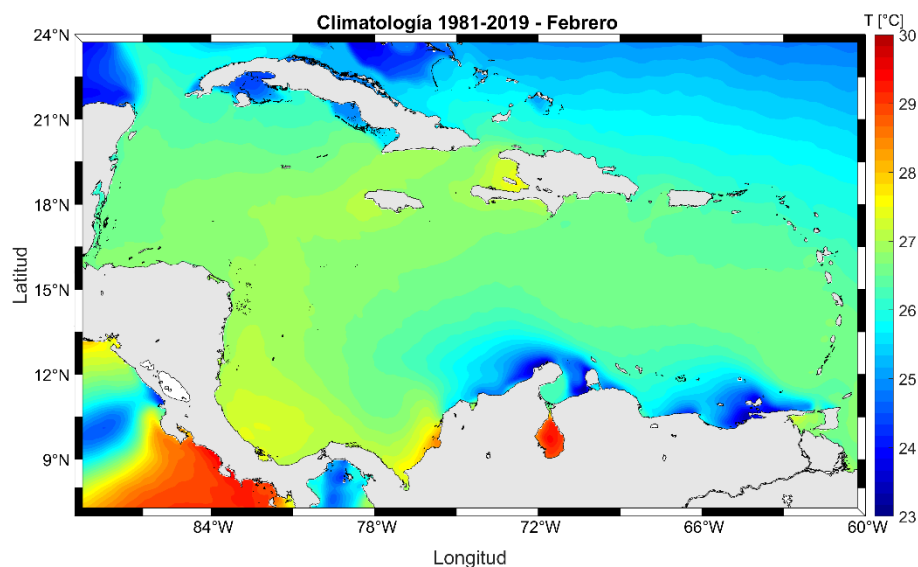 Climatología 1981-2019 - Febrero
T [°C]
24°N
21°N
18°N
15°N
12°N
9°N
Latitud
84°W
78°W
72°W
66°W
60°W
Longitud
30
29
28
27
26
25
24
23